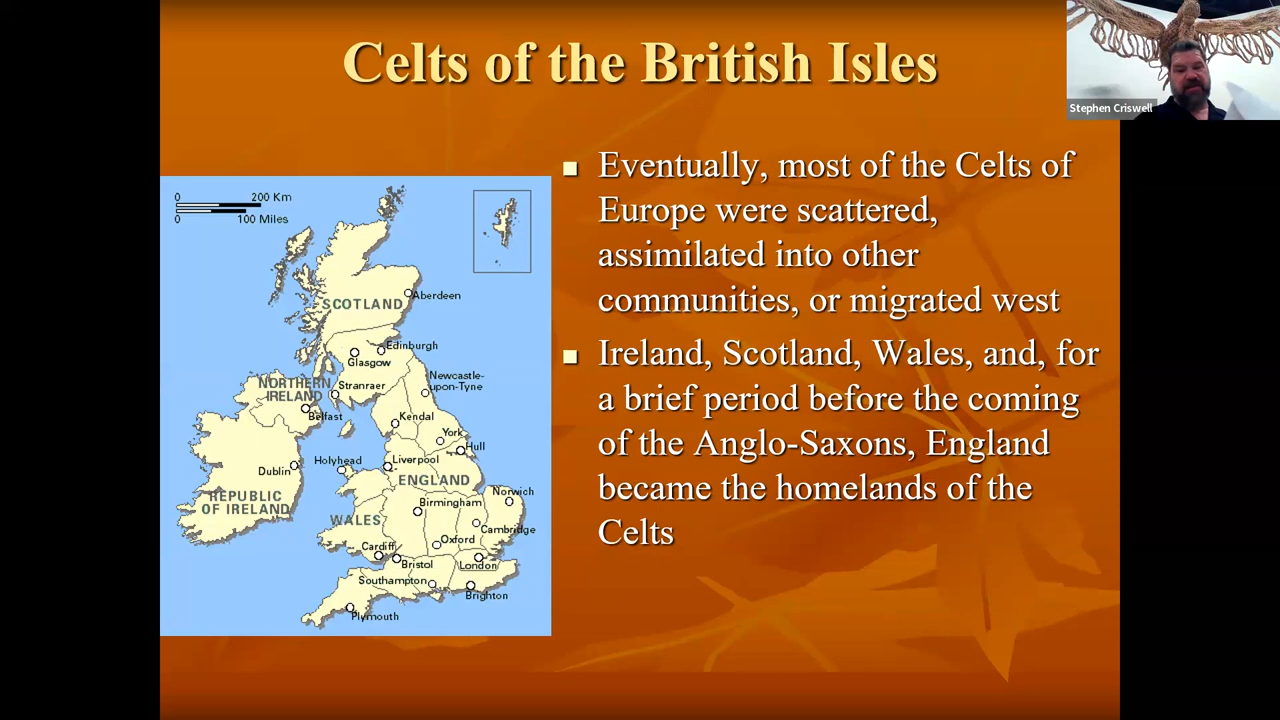 Celts of the British Isles
Stephen Criswell
Eventually, most of the Celts of
Europe were scattered,
assimilated into other
communities, or migrated west
Ireland, Scotland, Wales, and, for
a brief period before the coming
of the Anglo-Saxons, England
became the homelands of the
Celts
0 200 Km
0 100 Miles
SCOTLAND
Aberdeen
Edinburgh
Glasgow
NORTHERN
IRELAND
Stranraer
Newcastle-
upon-Tyne
Belfast
Kendal
York
Hull
Dublin
Holyhead
Liverpool
ENGLAND
REPUBLIC
OF IRELAND
Norwich
Birmingham
WALES
Cambridge
Oxford
Cardiff
Bristol
London
Southampton
Brighton
Plymouth